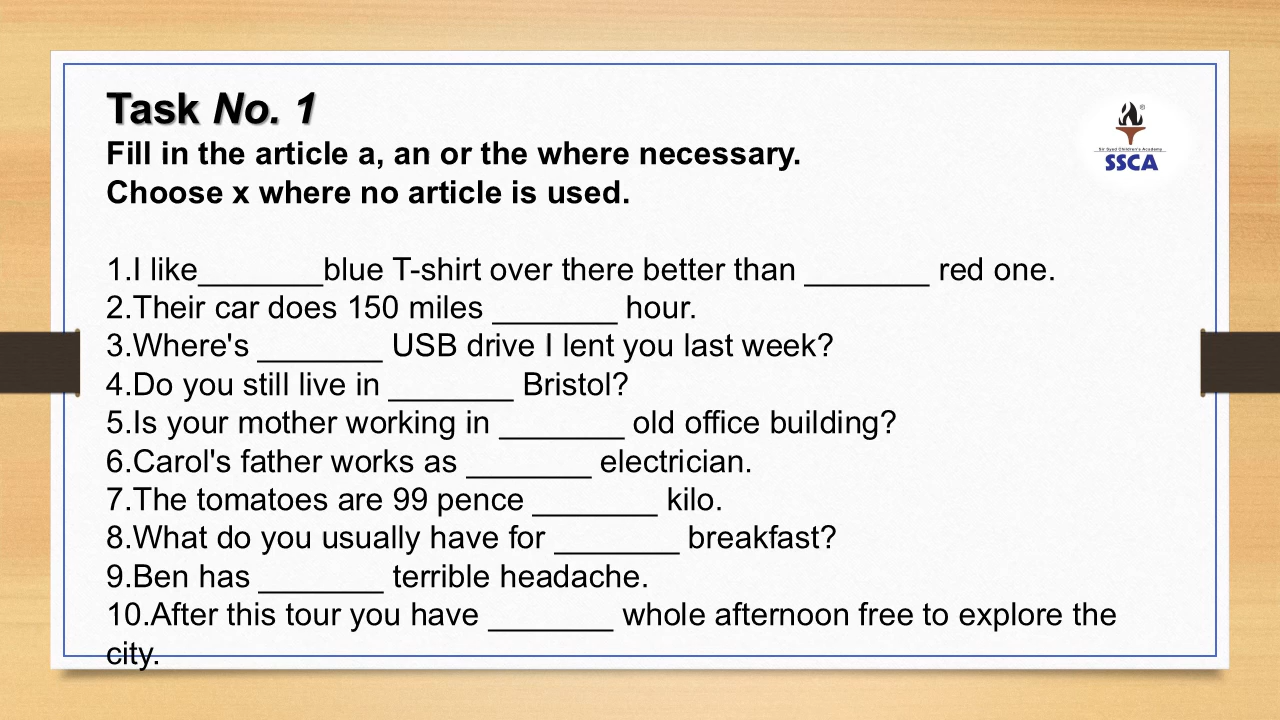 Task No. 1
Fill in the article a, an or the where necessary.
Choose x where no article is used.
1.I like_______blue T-shirt over there better than _______ red one.
2.Their car does 150 miles _______ hour.
3.Where's _______ USB drive I lent you last week?
4.Do you still live in _______ Bristol?
5.Is your mother working in _______ old office building?
6.Carol's father works as _______ electrician.
7.The tomatoes are 99 pence _______ kilo.
8.What do you usually have for _______ breakfast?
9.Ben has _______ terrible headache.
10.After this tour you have _______ whole afternoon free to explore the
city.
®
Sir Syed Children's Academy
SSCA